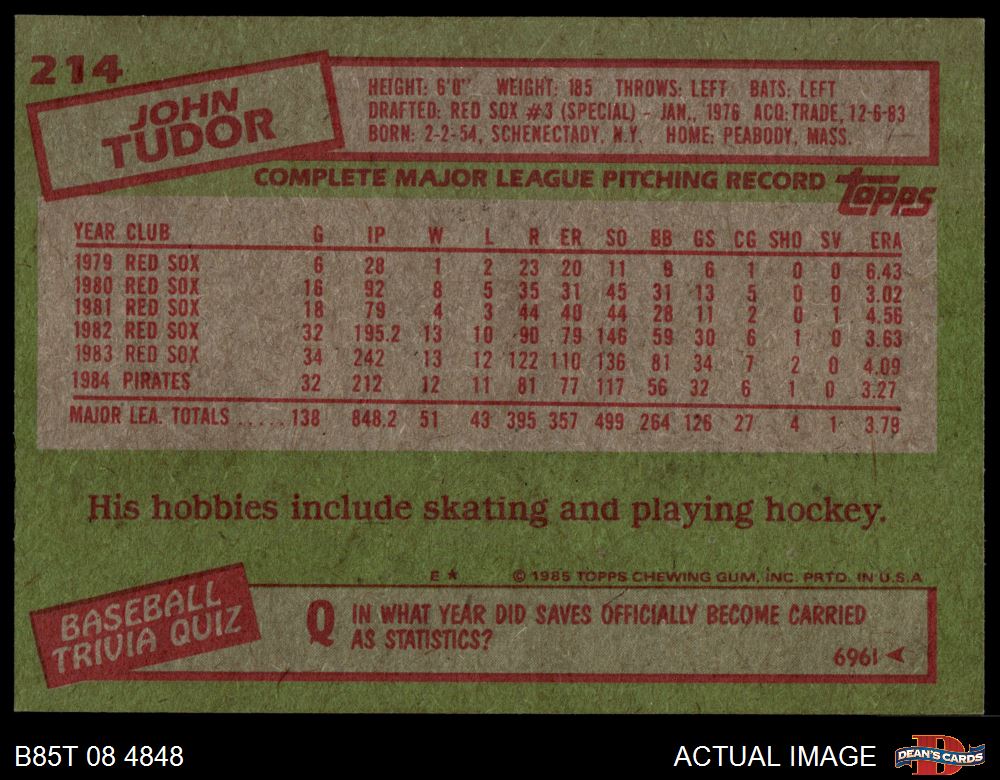 214
JOHN
TUDOR
HEIGHT: 6'0" WEIGHT: 185 THROWS: LEFT BATS: LEFT
DRAFTED: RED SOX #3 (SPECIAL) - JAN., 1976 ACQ: TRADE, 12-6-83
BORN: 2-2-54, SCHENECTADY, N.Y. HOME: PEABODY, MASS.
COMPLETE MAJOR LEAGUE PITCHING RECORD
topps
YEAR CLUB G IP W L R ER SO BB GS CG SHO SV ERA
1979 RED SOX 6 28 1 2 23 20 11 8 6 1 0 0 6.43
1980 RED SOX 16 92 8 5 35 31 45 31 13 5 0 0 3.02
1981 RED SOX 18 79 4 3 44 40 44 28 11 2 0 1 4.56
1982 RED SOX 32 195.2 13 10 90 79 146 59 30 6 1 0 3.63
1983 RED SOX 34 242 13 12 122 110 136 81 34 7 2 0 4.09
1984 PIRATES 32 212 12 11 81 77 117 56 32 6 1 0 3.27
MAJOR LEA. TOTALS ..... 138 848.2 51 43 395 357 499 264 126 27 4 1 3.79
His hobbies include skating and playing hockey.
E ★ © 1985 TOPPS CHEWING GUM, INC. PRTD. IN U.S.A
BASEBALL
TRIVIA QUIZ
Q IN WHAT YEAR DID SAVES OFFICIALLY BECOME CARRIED
AS STATISTICS?
1969
B85T 08 4848
ACTUAL IMAGE
DEAN'S CARDS